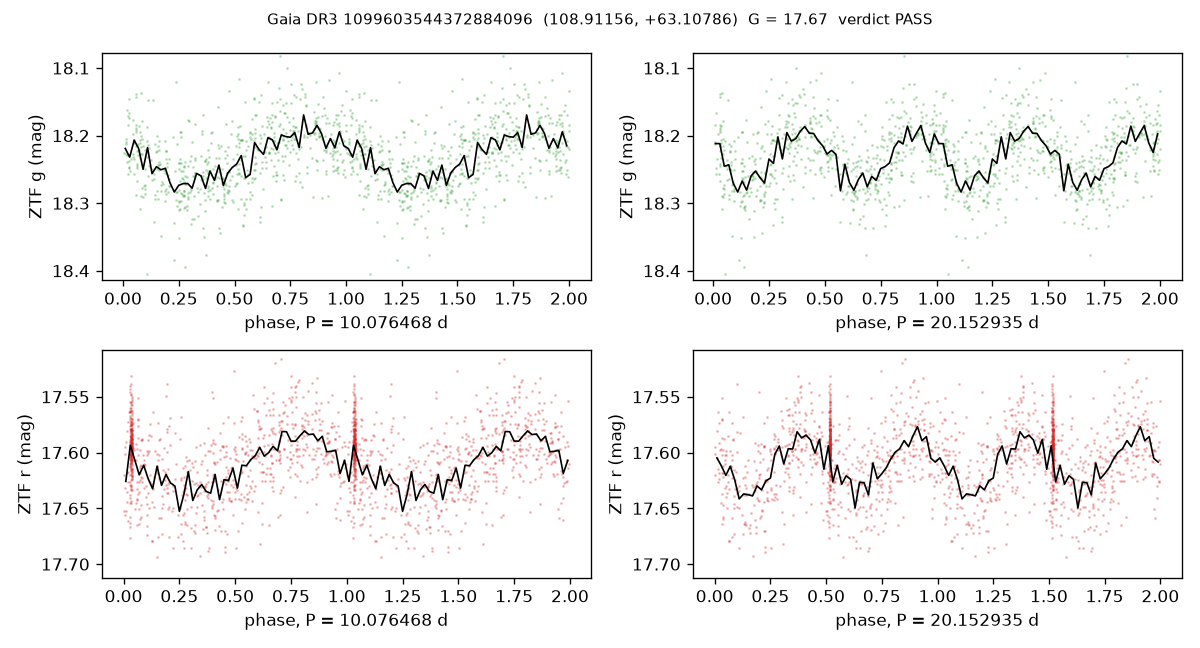 Gaia DR3 1099603544372884096 (108.91156, +63.10786) G = 17.67 verdict PASS
ZTF g (mag)
18.1
18.2
18.3
18.4
0.00 0.25 0.50 0.75 1.00 1.25 1.50 1.75 2.00
phase, P = 10.076468 d
ZTF g (mag)
18.1
18.2
18.3
18.4
0.00 0.25 0.50 0.75 1.00 1.25 1.50 1.75 2.00
phase, P = 20.152935 d
ZTF r (mag)
17.55
17.60
17.65
17.70
0.00 0.25 0.50 0.75 1.00 1.25 1.50 1.75 2.00
phase, P = 10.076468 d
ZTF r (mag)
17.55
17.60
17.65
17.70
0.00 0.25 0.50 0.75 1.00 1.25 1.50 1.75 2.00
phase, P = 20.152935 d